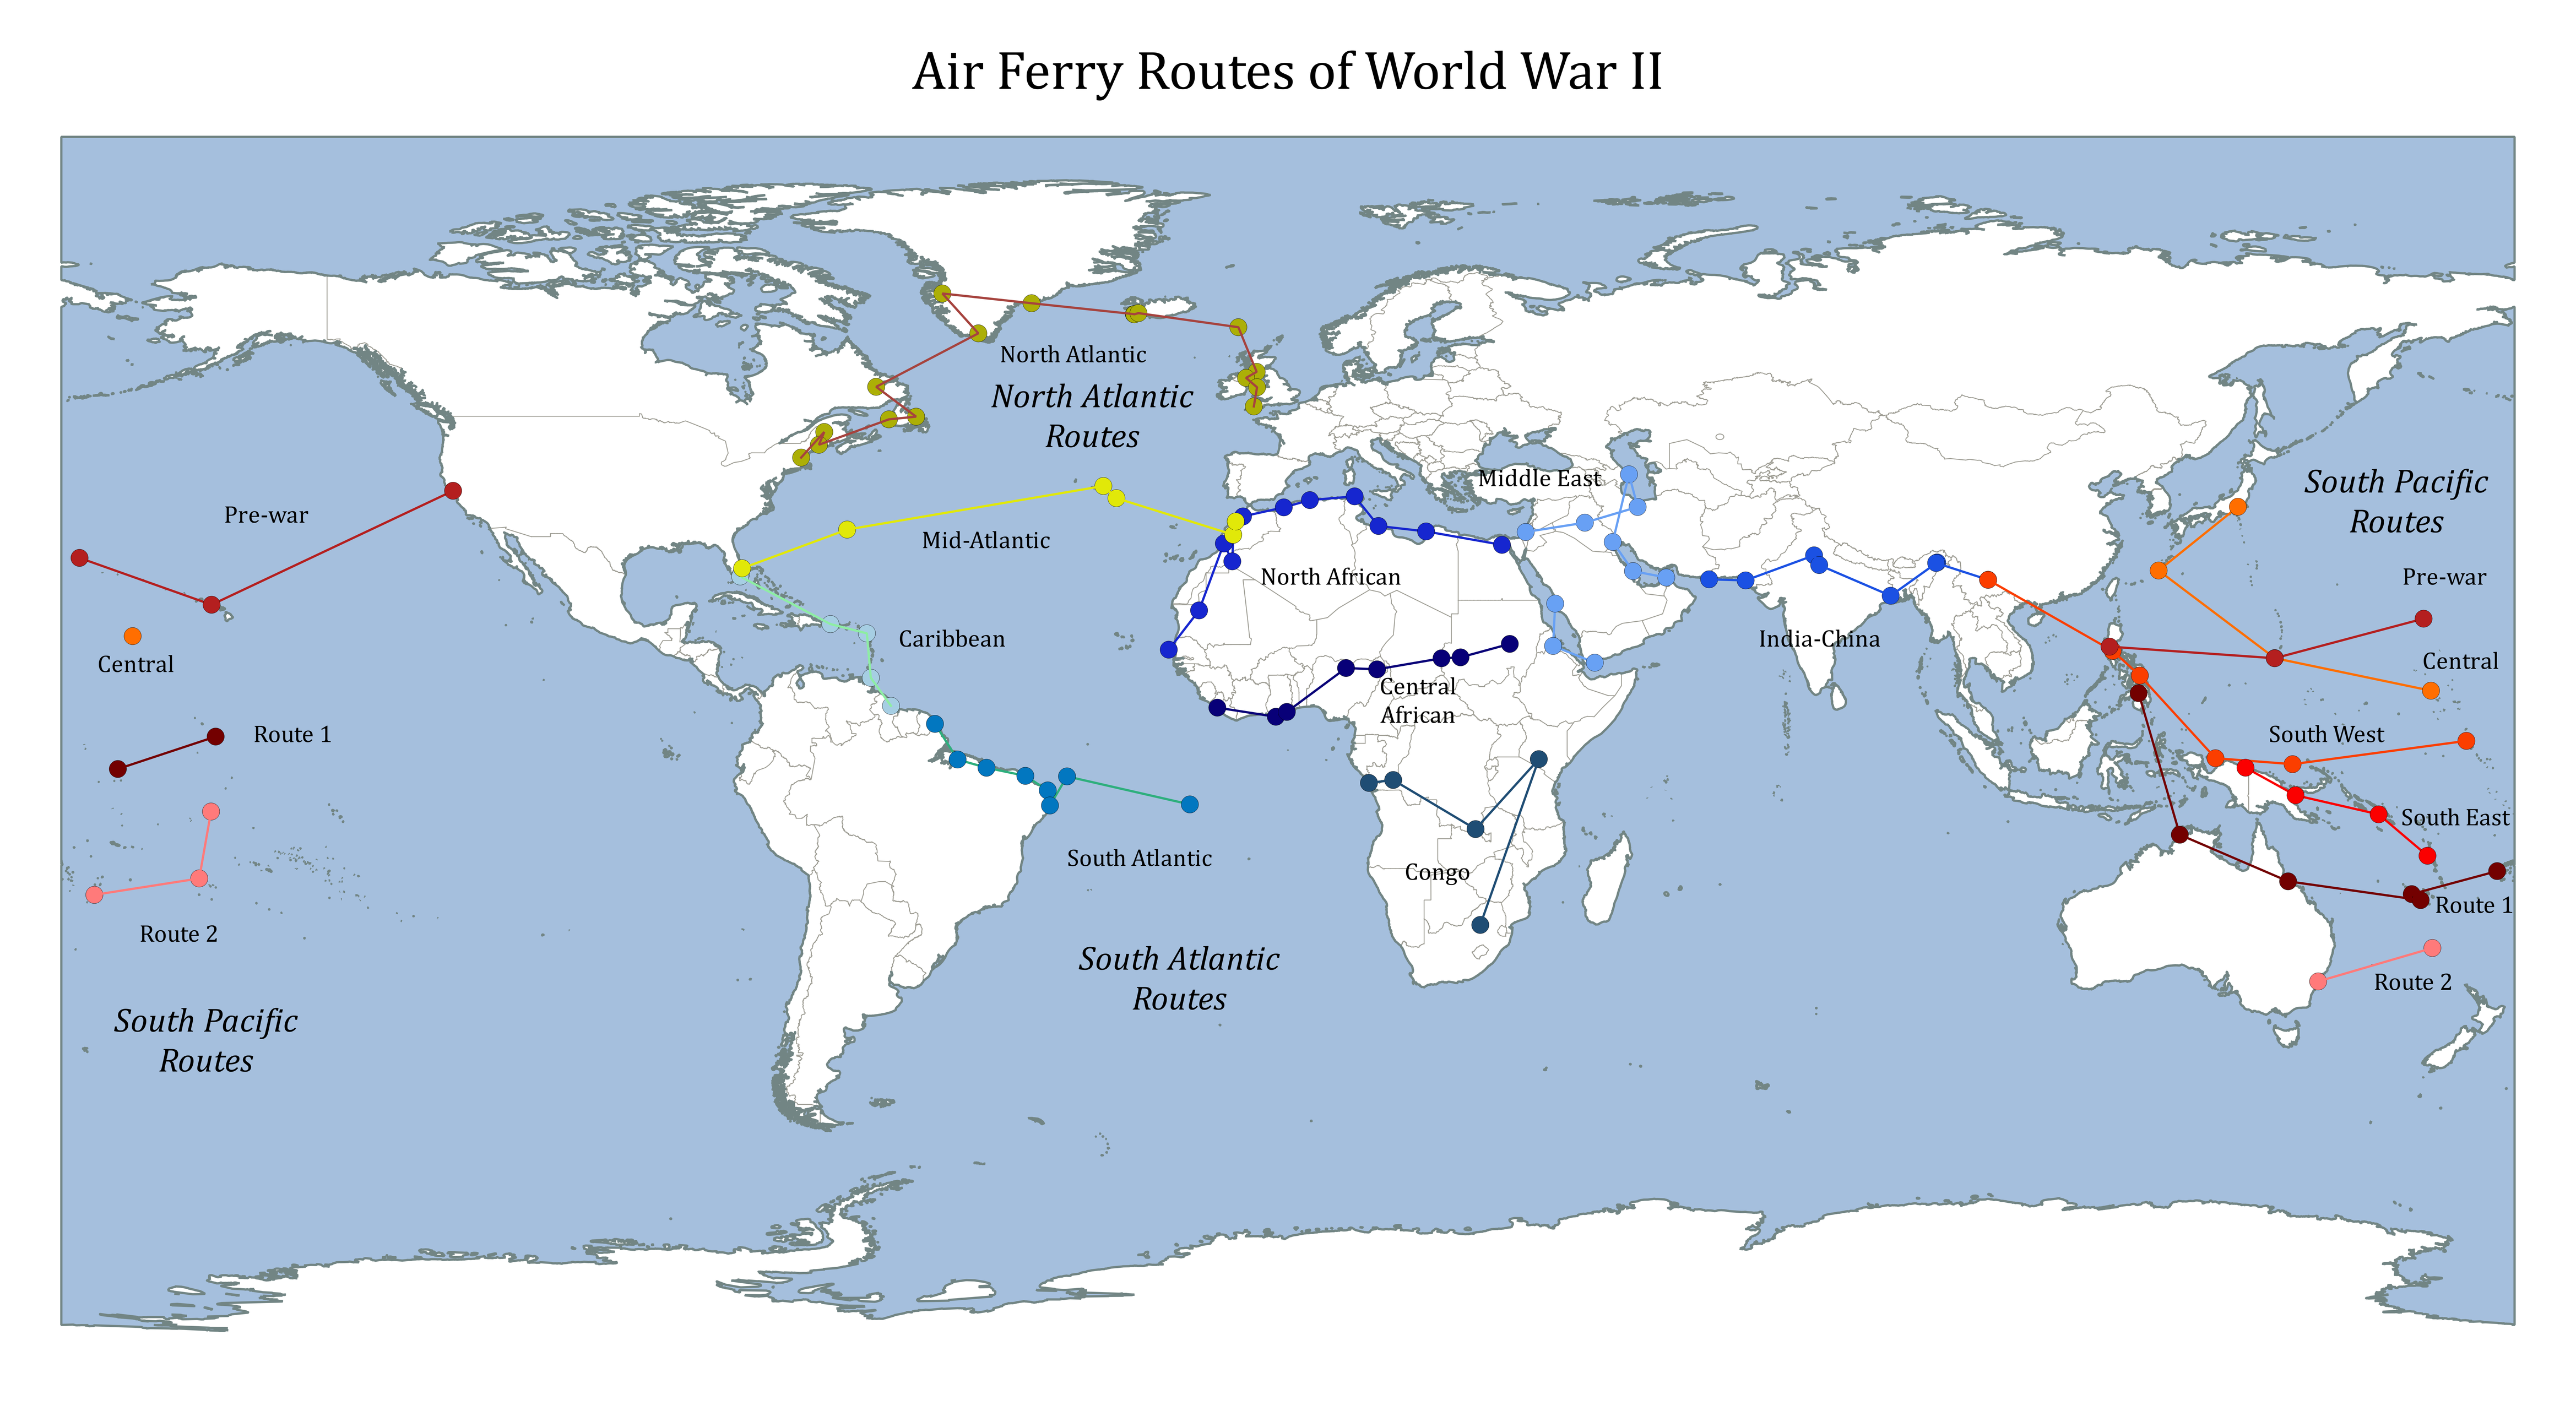 Air Ferry Routes of World War II
North Atlantic
North Atlantic
Routes
Middle East
South Pacific
Routes
Pre-war
Mid-Atlantic
North African
Pre-war
Caribbean
India-China
Central
Central
Central
African
Route 1
South West
South East
South Atlantic
Congo
Route 1
Route 2
South Atlantic
Routes
Route 2
South Pacific
Routes